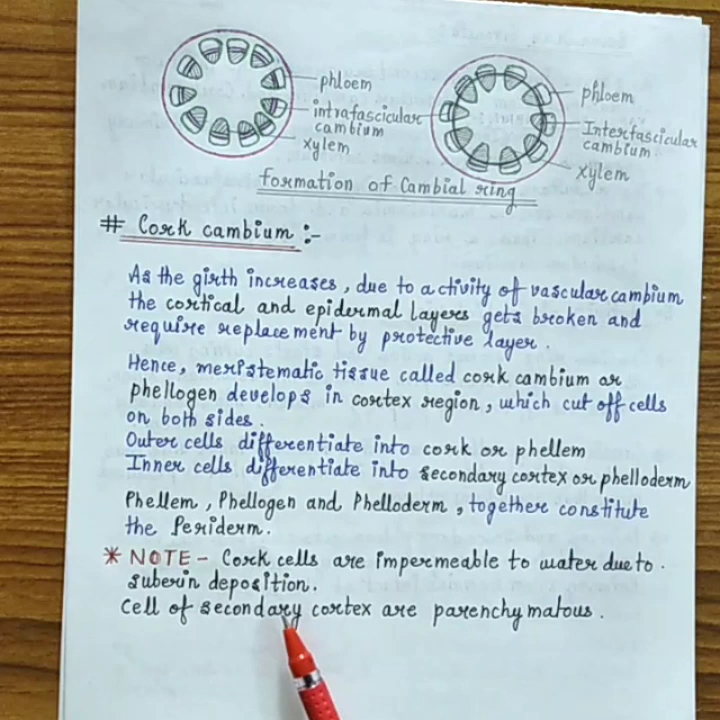 phloem
intrafascicular
cambium
xylem
phloem
Interfascicular
cambium
xylem
formation of Cambial ring
# Cork cambium :-
As the girth increases, due to activity of vascular cambium
the cortical and epidermal layers gets broken and
require replacement by protective layer.
Hence, meristematic tissue called cork cambium or
phellogen develops in cortex region, which cut off cells
on both sides.
Outer cells differentiate into cork or phellem
Inner cells differentiate into secondary cortex or phelloderm
Phellem, Phellogen and Phelloderm, together constitute
the Periderm.
* NOTE - Cork cells are impermeable to water due to.
suberin deposition.
Cell of secondary cortex are parenchymatous.